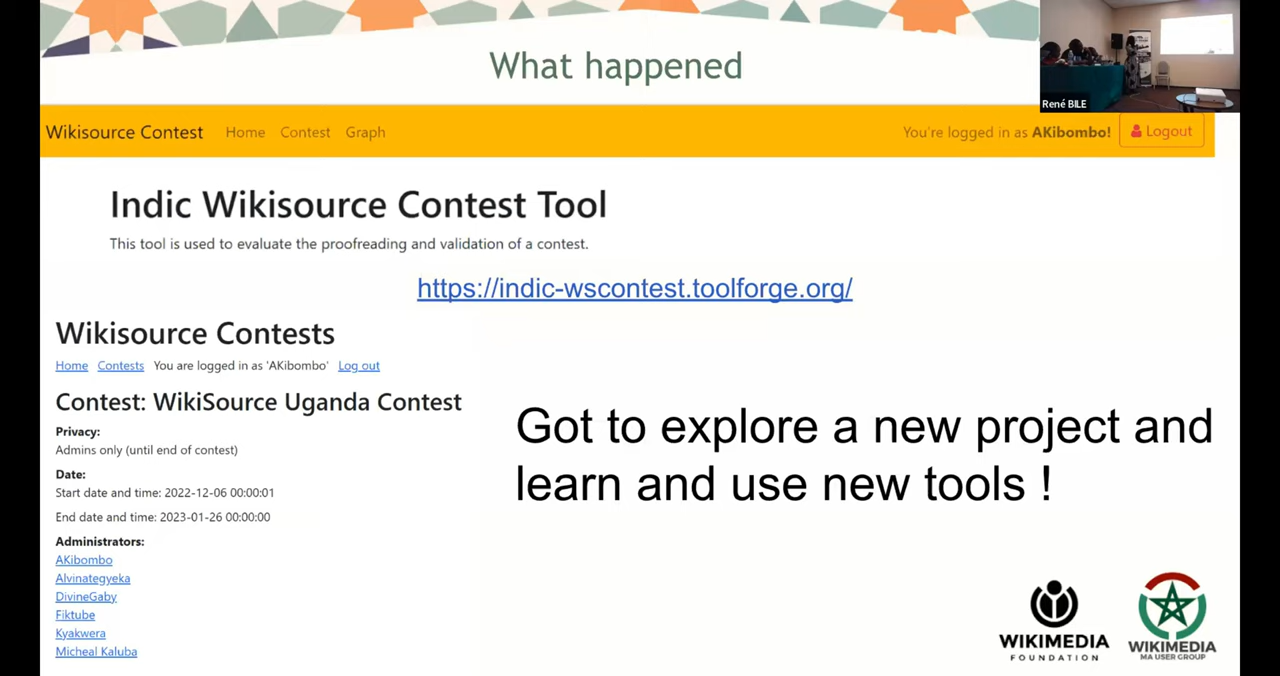 What happened
René BILE
Wikisource Contest Home Contest Graph You're logged in as AKibombo! Logout
Indic Wikisource Contest Tool
This tool is used to evaluate the proofreading and validation of a contest.
https://indic-wscontest.toolforge.org/
Wikisource Contests
Home Contests You are logged in as 'AKibombo' Log out
Contest: WikiSource Uganda Contest
Privacy:
Admins only (until end of contest)
Date:
Start date and time: 2022-12-06 00:00:01
End date and time: 2023-01-26 00:00:00
Administrators:
AKibombo
Alvinategyeka
DivineGaby
Fiktube
Kyakwera
Micheal Kaluba
Got to explore a new project and
learn and use new tools !
WIKIMEDIA
FOUNDATION
WIKIMEDIA
MA USER GROUP